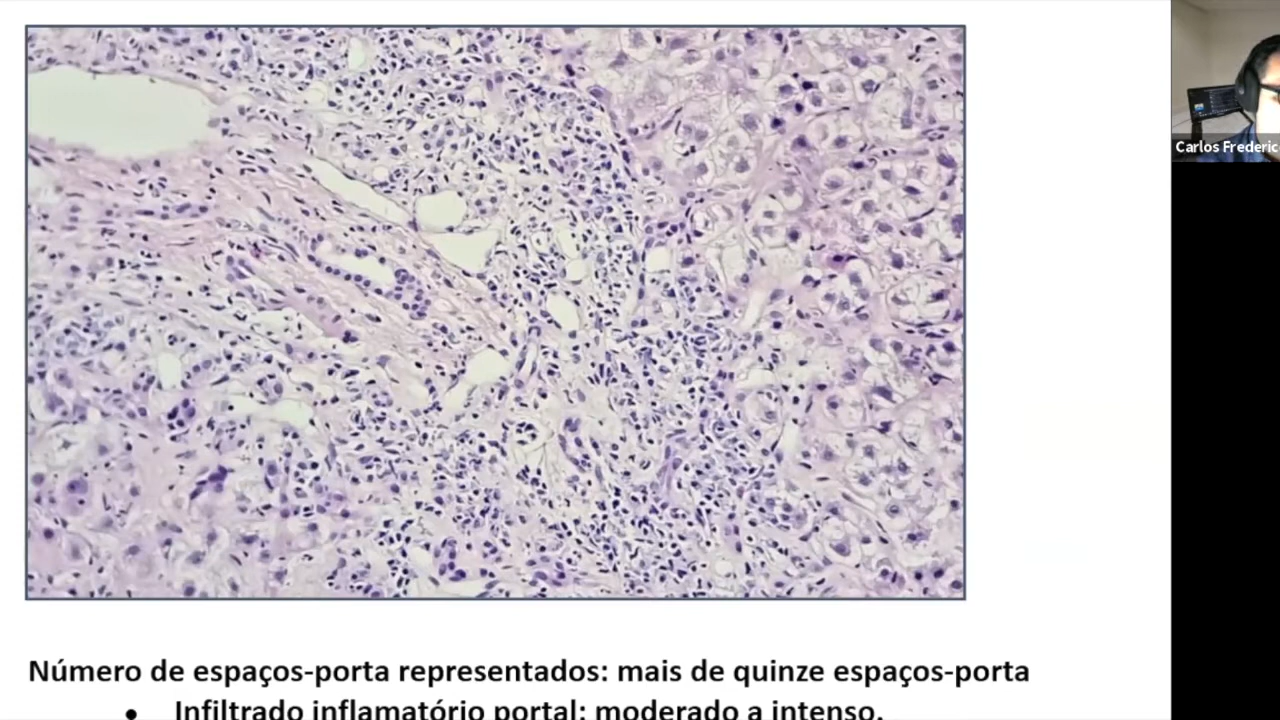 Carlos Frederic
Número de espaços-porta representados: mais de quinze espaços-porta
• Infiltrado inflamatório portal: moderado a intenso.